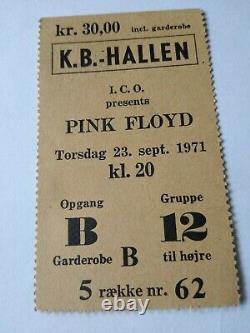 kr. 30,00 incl. garderobe
K.B.-HALLEN
I. C. O.
presents
PINK FLOYD
Torsdag 23. sept. 1971
kl. 20
Opgang Gruppe
B 12
Garderobe B til højre
5 række nr. 62